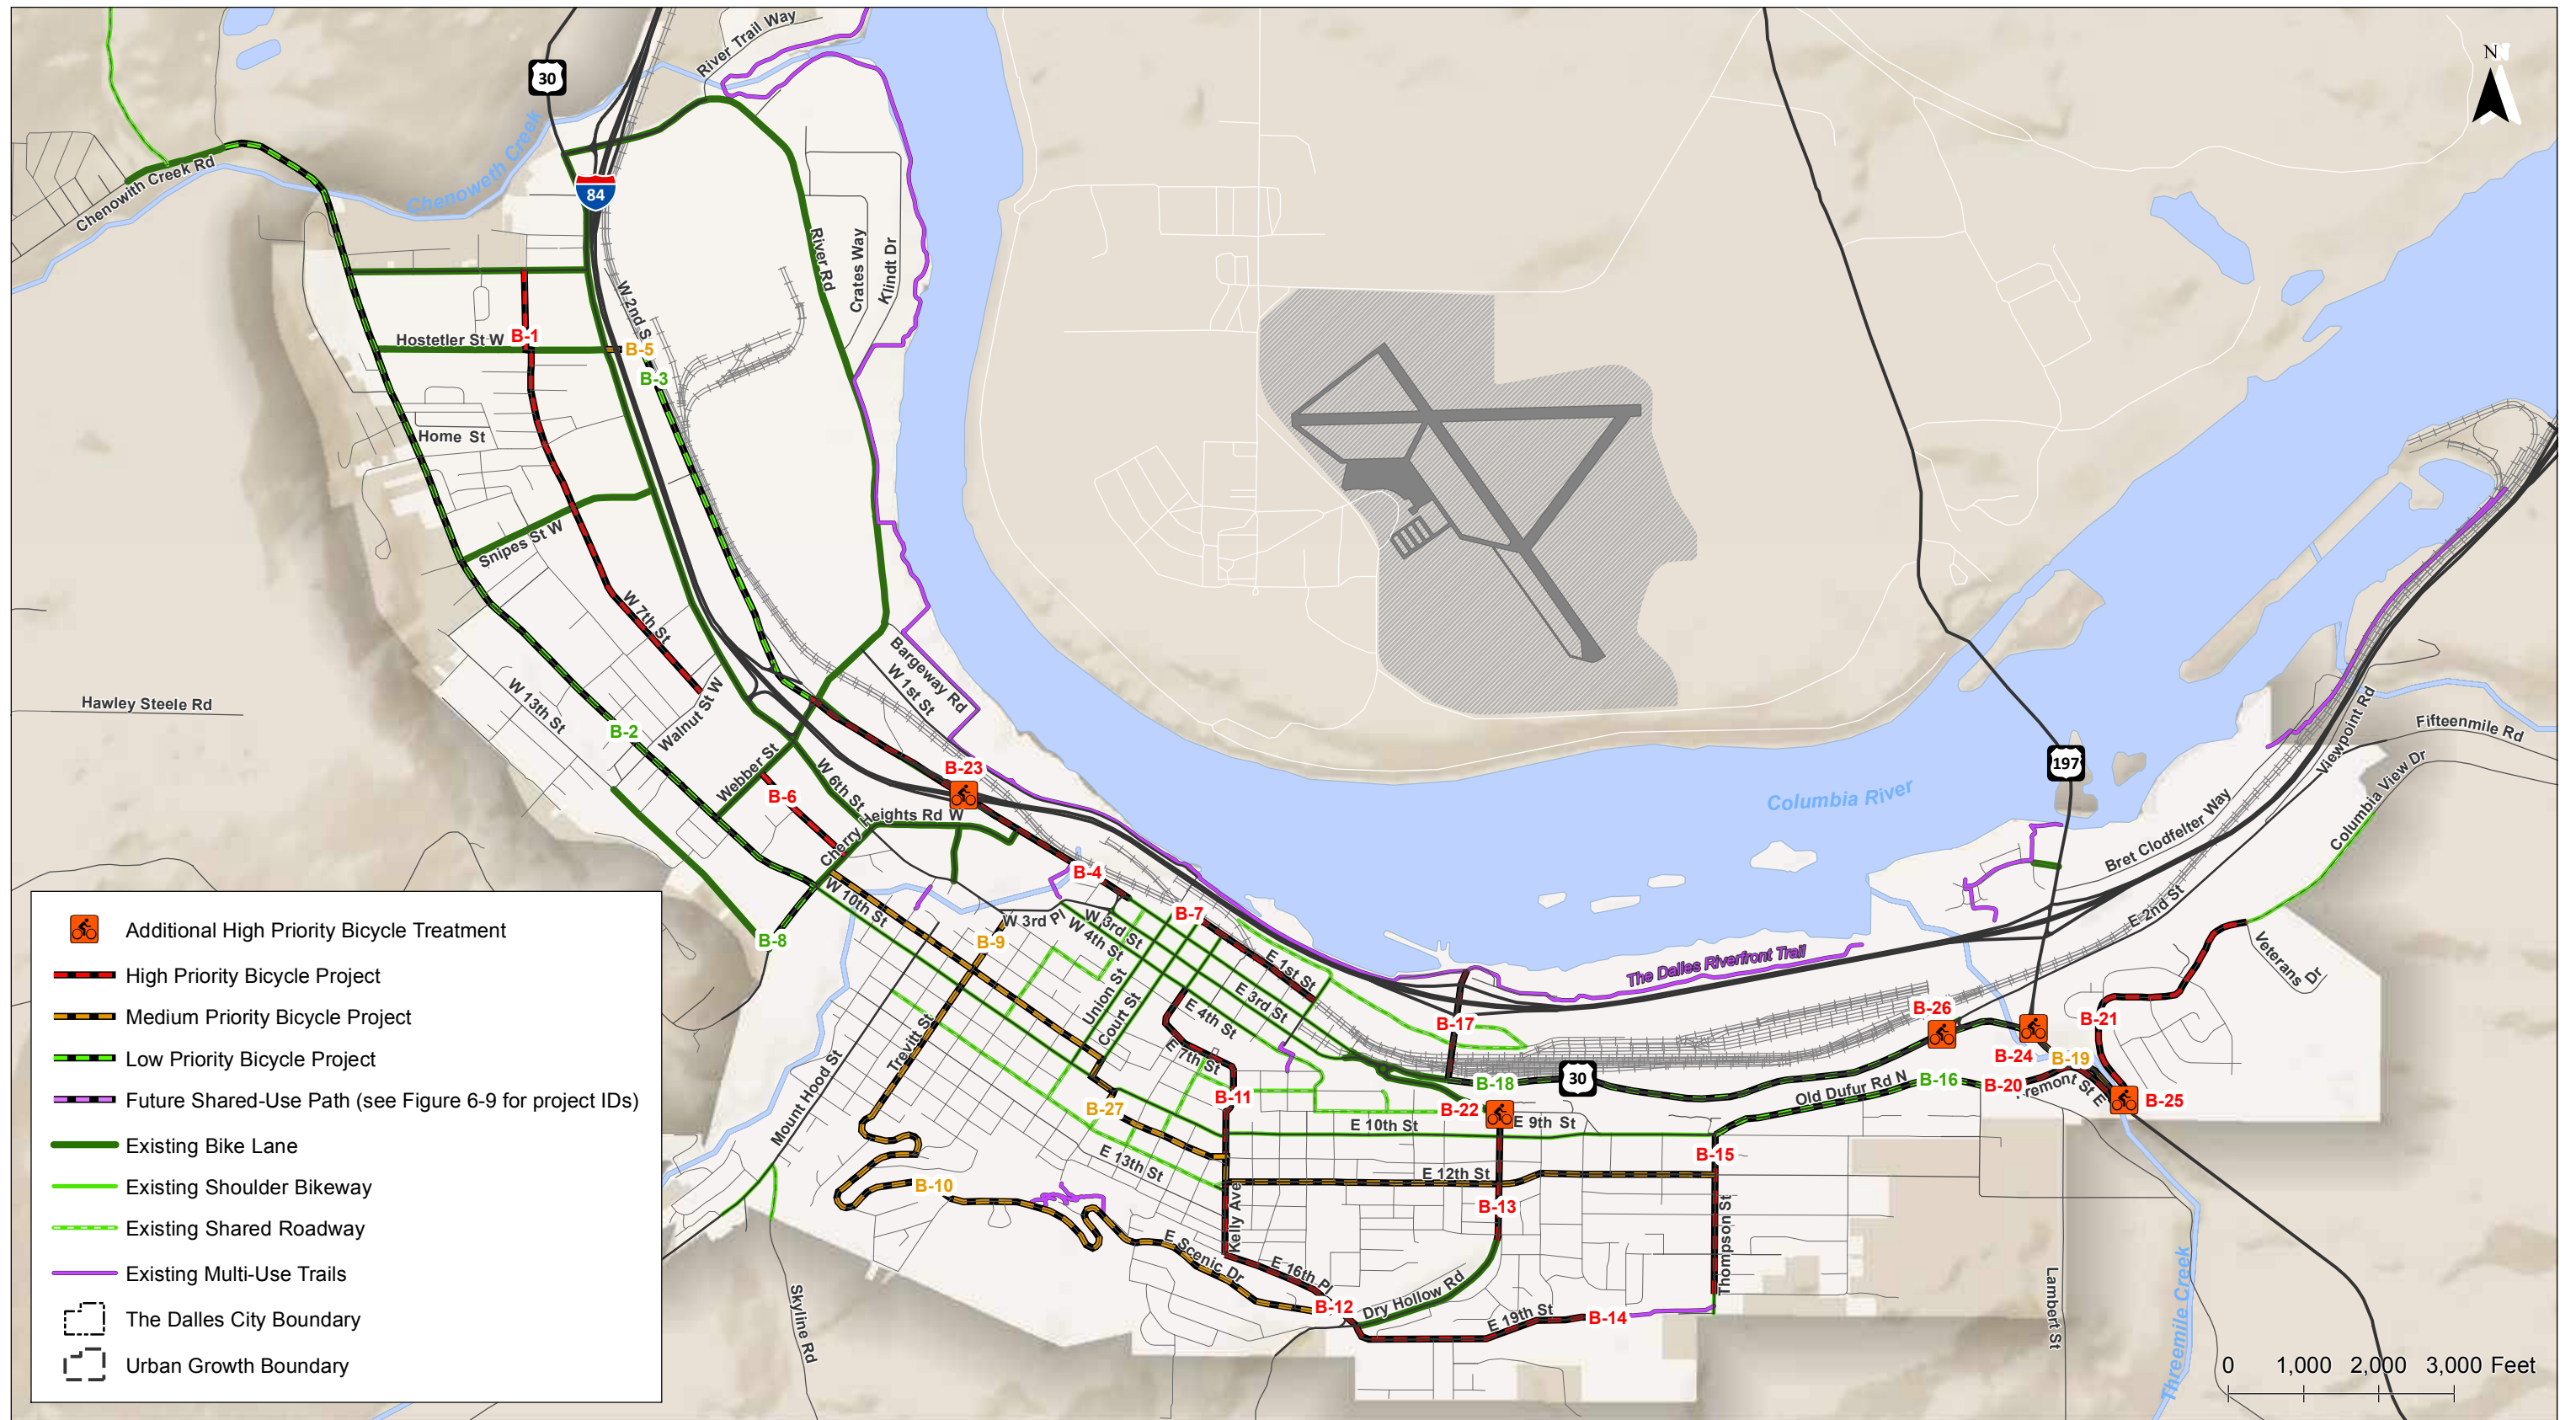 N
River Trail Way
30
Chenoweth Creek
Chenowith Creek Rd
84
River Rd
Crates Way
Klindt Dr
W 2nd S
B-1
Hostetler St W
B-5
B-3
Home St
Snipes St W
W 7th St
Bargeway Rd
W 1st St
Hawley Steele Rd
W 13th St
B-2
Walnut St W
Webber St
B-6
W 6th St
B-23
Cherry Heights Rd W
B-4
W 10th St
B-8
B-9
W 3rd Pl
W 3rd St
W 4th St
B-7
E 1st St
Union St
Court St
E 3rd St
E 4th St
E 7th St
Trevitt St
Mount Hood St
B-11
B-27
B-10
E 13th St
E Scenic Dr
Kelly Ave
E 16th Pl
B-12
Dry Hollow Rd
E 19th St
B-14
B-13
E 12th St
E 10th St
E 9th St
B-22
B-18
30
B-17
The Dalles Riverfront Trail
Columbia River
197
Bret Clodfelter Way
Viewpoint Rd
Fifteenmile Rd
Columbia View Dr
E 2nd St
Veterans Dr
B-26
B-24
B-19
B-21
B-20
B-25
B-16
Old Dufur Rd N
remont St E
B-15
Thompson St
Lambert St
Threemile Creek
Skyline Rd
Additional High Priority Bicycle Treatment
High Priority Bicycle Project
Medium Priority Bicycle Project
Low Priority Bicycle Project
Future Shared-Use Path (see Figure 6-9 for project IDs)
Existing Bike Lane
Existing Shoulder Bikeway
Existing Shared Roadway
Existing Multi-Use Trails
The Dalles City Boundary
Urban Growth Boundary
0 1,000 2,000 3,000 Feet